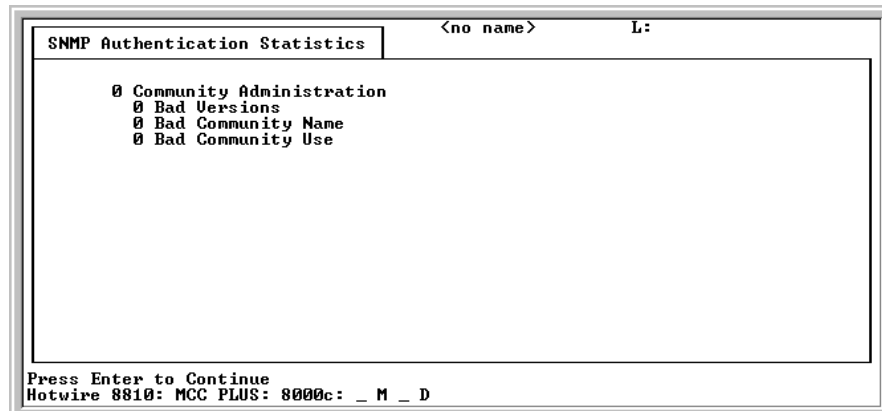 <no name> L:
SNMP Authentication Statistics
0 Community Administration
0 Bad Versions
0 Bad Community Name
0 Bad Community Use
Press Enter to Continue
Hotwire 8810: MCC PLUS: 8000c: _ M _ D